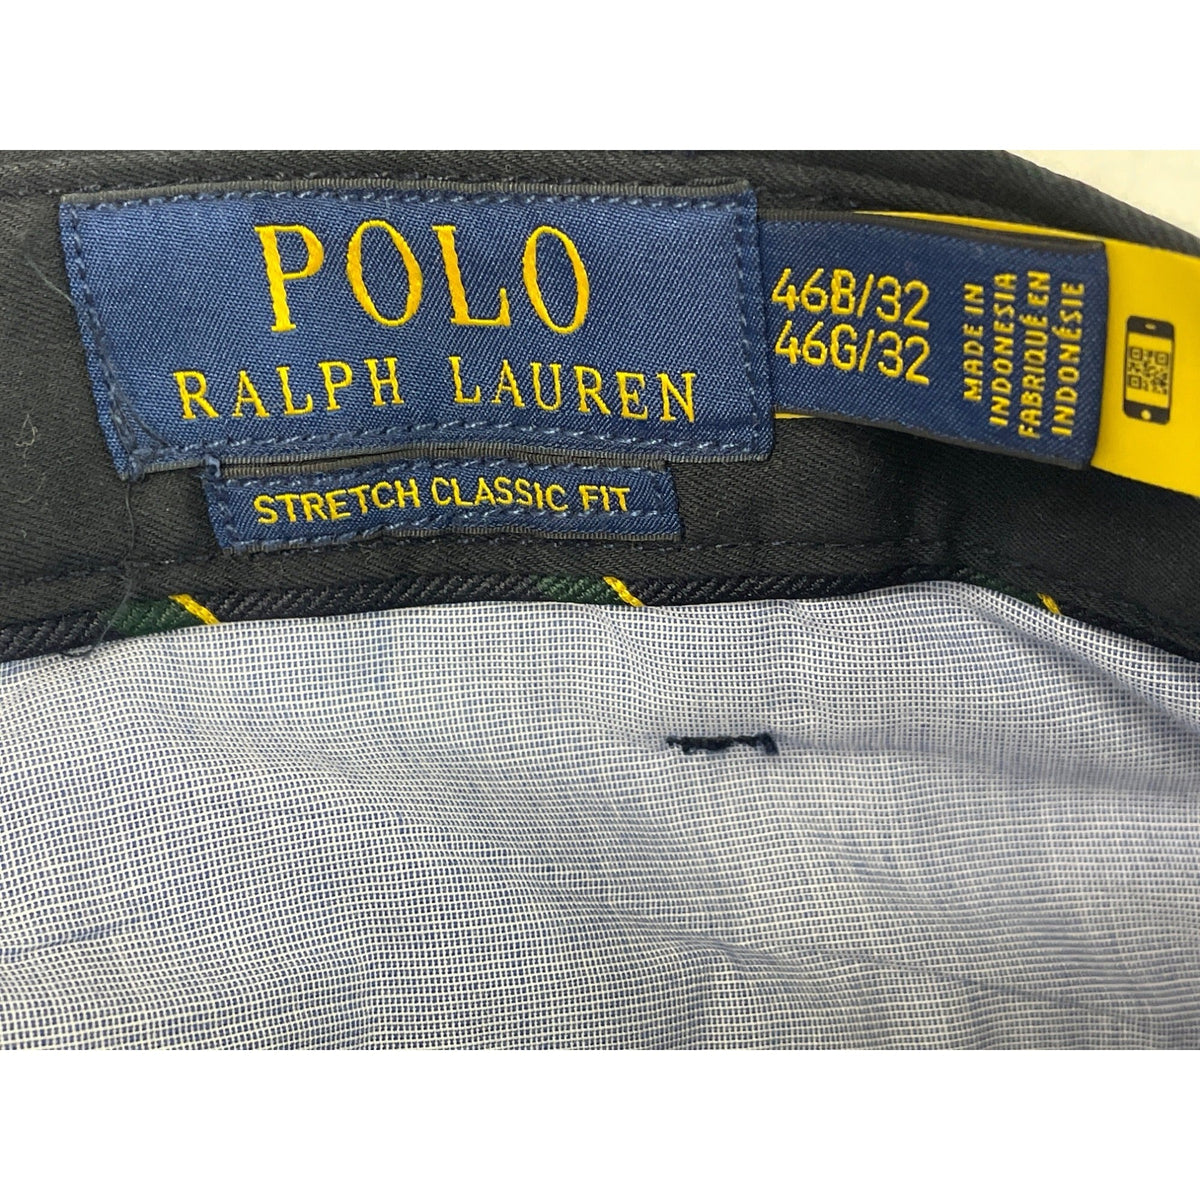 POLO
RALPH LAUREN
STRETCH CLASSIC FIT
46B/32
46G/32
MADE IN
INDONESIA
FABRIQUÉ EN
INDONÉSIE